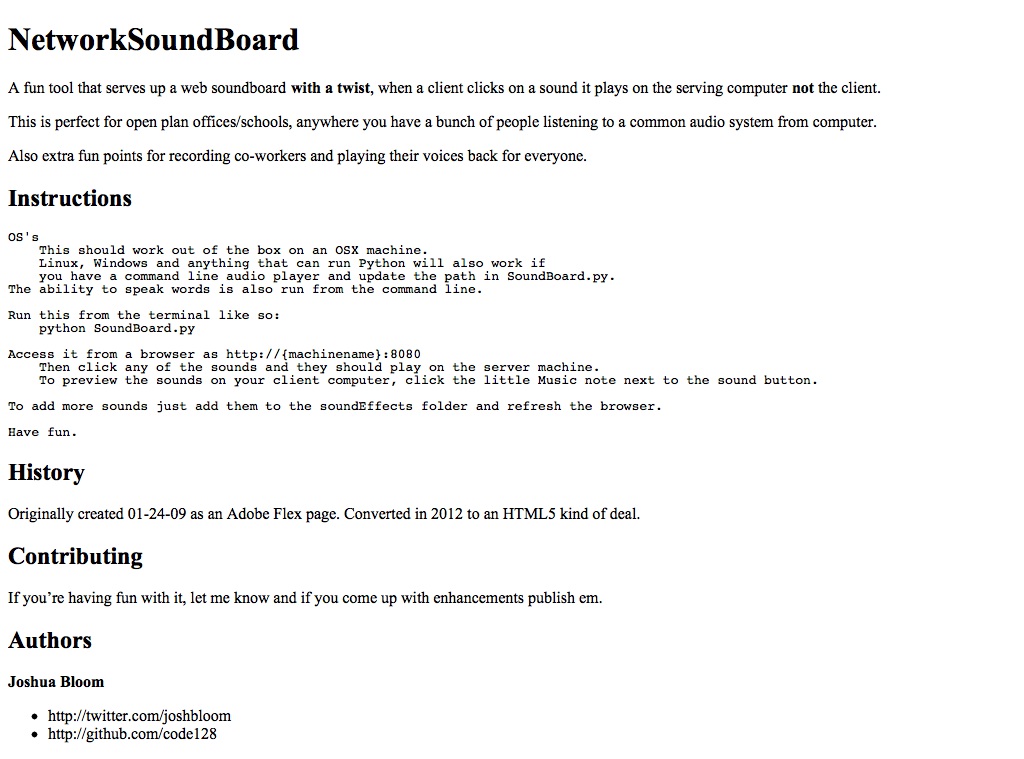 NetworkSoundBoard
A fun tool that serves up a web soundboard with a twist, when a client clicks on a sound it plays on the serving computer not the client.
This is perfect for open plan offices/schools, anywhere you have a bunch of people listening to a common audio system from computer.
Also extra fun points for recording co-workers and playing their voices back for everyone.
Instructions
OS's
This should work out of the box on an OSX machine.
Linux, Windows and anything that can run Python will also work if
you have a command line audio player and update the path in SoundBoard.py.
The ability to speak words is also run from the command line.
Run this from the terminal like so:
python SoundBoard.py
Access it from a browser as http://{machinename}:8080
Then click any of the sounds and they should play on the server machine.
To preview the sounds on your client computer, click the little Music note next to the sound button.
To add more sounds just add them to the soundEffects folder and refresh the browser.
Have fun.
History
Originally created 01-24-09 as an Adobe Flex page. Converted in 2012 to an HTML5 kind of deal.
Contributing
If you’re having fun with it, let me know and if you come up with enhancements publish em.
Authors
Joshua Bloom
• http://twitter.com/joshbloom
• http://github.com/code128